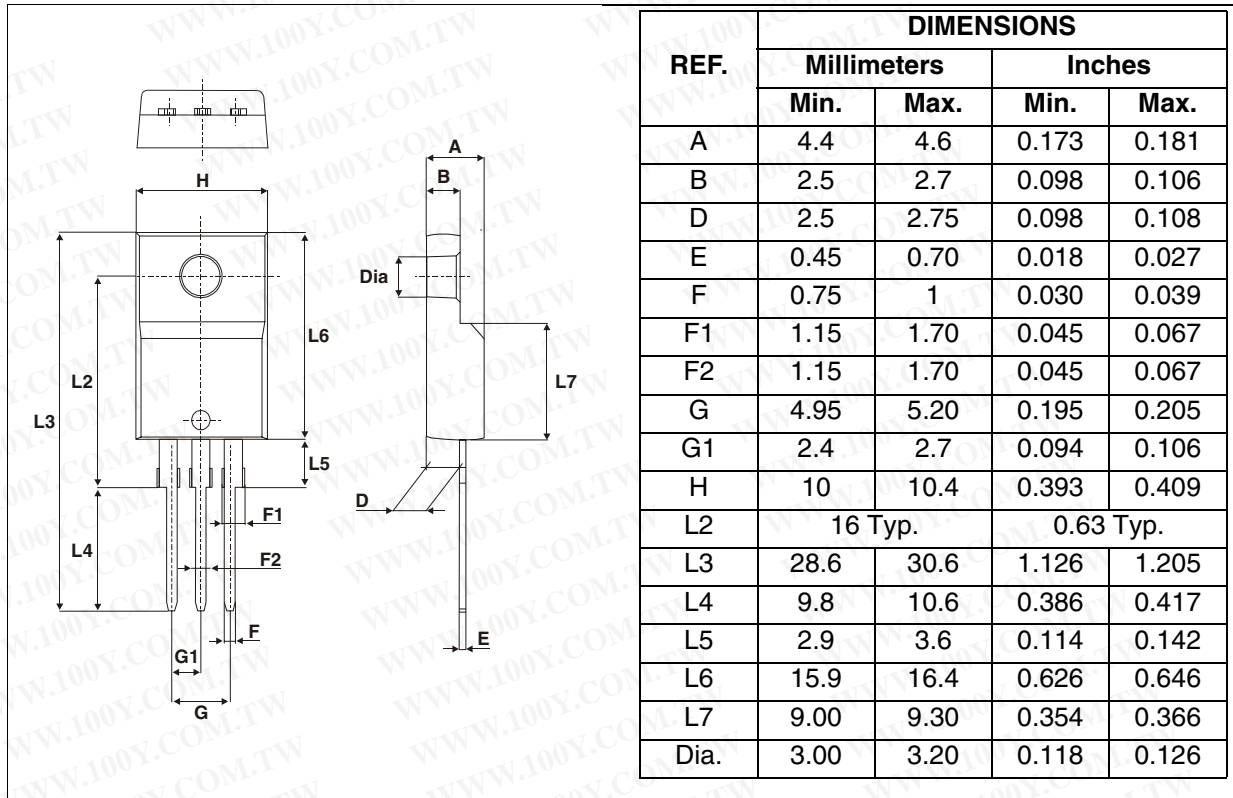 A
B
H
Dia
L6
L2
L7
L3
L5
D
F1
L4
F2
F
E
G1
G
REF. DIMENSIONS
Millimeters Inches
Min. Max. Min. Max.
A 4.4 4.6 0.173 0.181
B 2.5 2.7 0.098 0.106
D 2.5 2.75 0.098 0.108
E 0.45 0.70 0.018 0.027
F 0.75 1 0.030 0.039
F1 1.15 1.70 0.045 0.067
F2 1.15 1.70 0.045 0.067
G 4.95 5.20 0.195 0.205
G1 2.4 2.7 0.094 0.106
H 10 10.4 0.393 0.409
L2 16 Typ. 0.63 Typ.
L3 28.6 30.6 1.126 1.205
L4 9.8 10.6 0.386 0.417
L5 2.9 3.6 0.114 0.142
L6 15.9 16.4 0.626 0.646
L7 9.00 9.30 0.354 0.366
Dia. 3.00 3.20 0.118 0.126
WWW.100Y.COM.TW